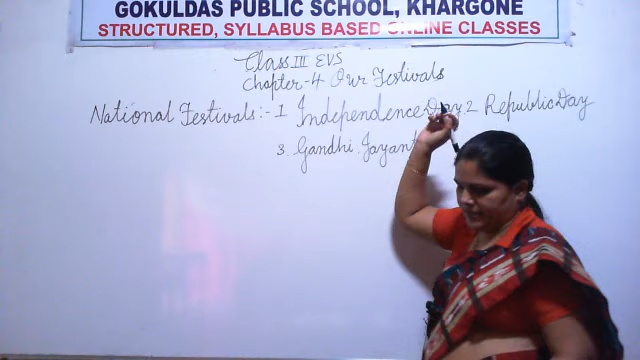 GOKULDAS PUBLIC SCHOOL, KHARGONE
STRUCTURED, SYLLABUS BASED ONLINE CLASSES
Class III EVS
Chapter-4 Our Festivals
National Festivals:- 1 Independence Day 2 Republic Day
3. Gandhi Jayant